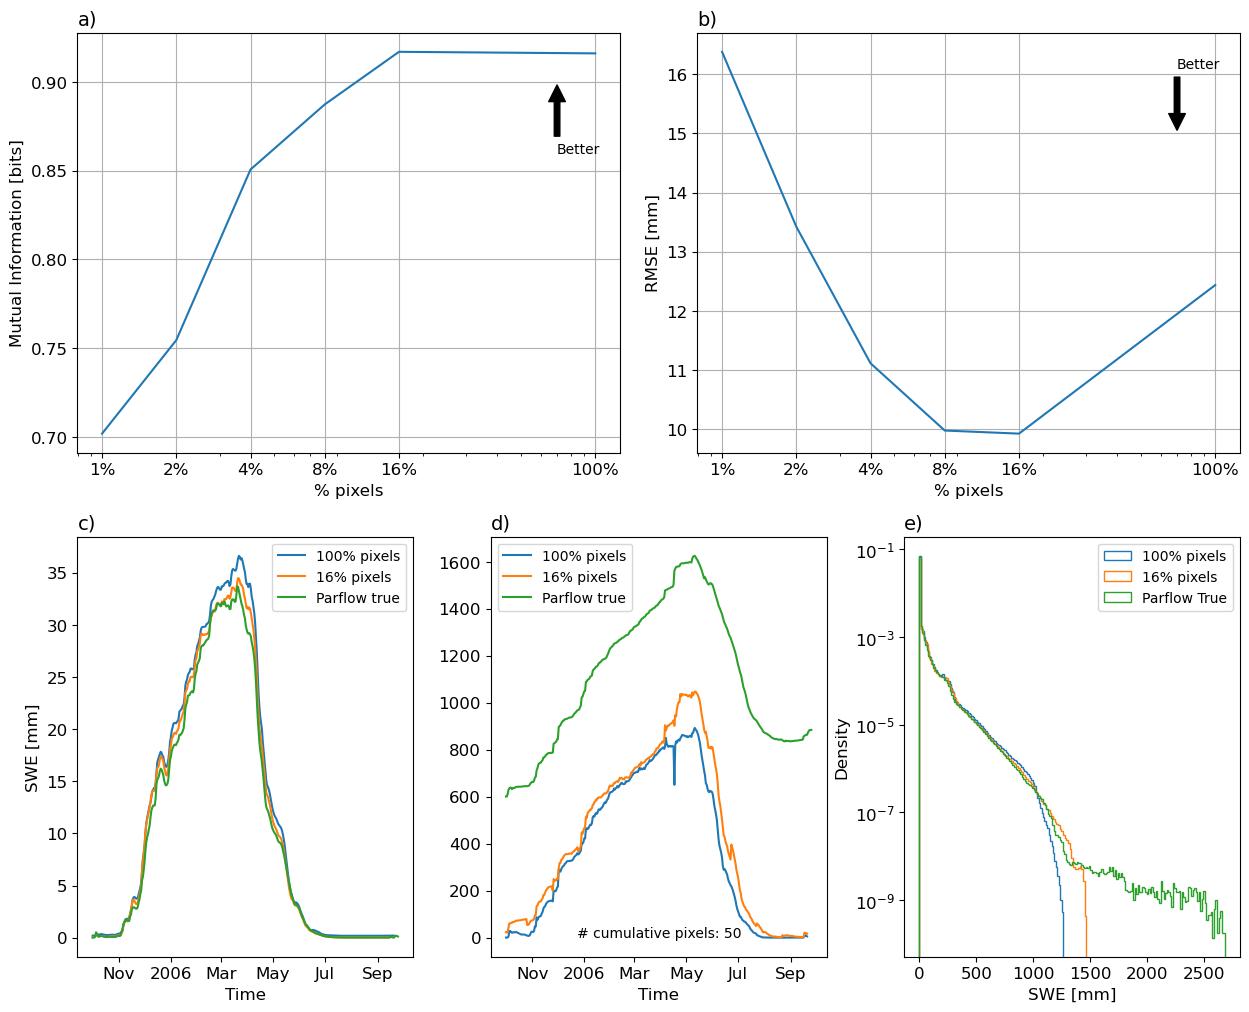 a)
0.90
0.85
0.80
0.75
0.70
Mutual Information [bits]
Better
1% 2% 4% 8% 16% 100%
% pixels
b)
16
15
14
13
12
11
10
RMSE [mm]
Better
1% 2% 4% 8% 16% 100%
% pixels
c)
35
30
25
20
15
10
5
0
SWE [mm]
100% pixels
16% pixels
Parflow true
Nov 2006 Mar May Jul Sep
Time
d)
1600
1400
1200
1000
800
600
400
200
0
100% pixels
16% pixels
Parflow true
# cumulative pixels: 50
Nov 2006 Mar May Jul Sep
Time
e)
10⁻¹
10⁻³
10⁻⁵
10⁻⁷
10⁻⁹
Density
100% pixels
16% pixels
Parflow True
0 500 1000 1500 2000 2500
SWE [mm]